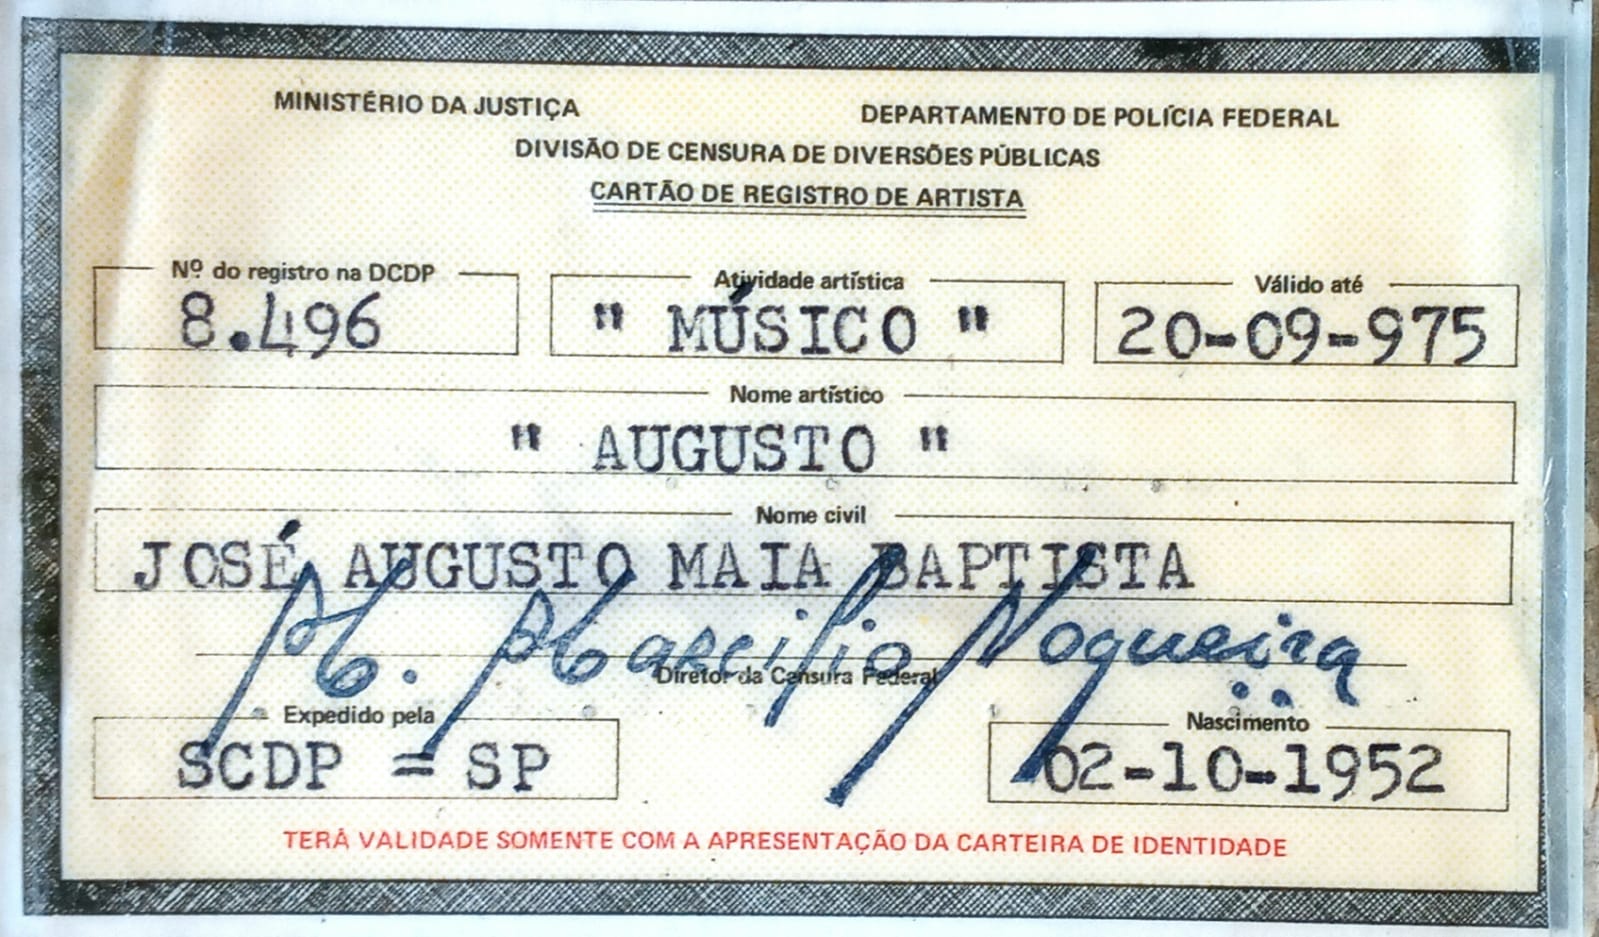 MINISTÉRIO DA JUSTIÇA DEPARTAMENTO DE POLÍCIA FEDERAL
DIVISÃO DE CENSURA DE DIVERSÕES PÚBLICAS
CARTÃO DE REGISTRO DE ARTISTA
Nº do registro na DCDP Atividade artística Válido até
8.496 " MÚSICO " 20-09-975
Nome artístico
" AUGUSTO "
Nome civil
JOSÉ AUGUSTO MAIA BAPTISTA
M. Marcilio Nogueira
Diretor da Censura Federal
Expedido pela Nascimento
SCDP = SP 02-10-1952
TERÁ VALIDADE SOMENTE COM A APRESENTAÇÃO DA CARTEIRA DE IDENTIDADE